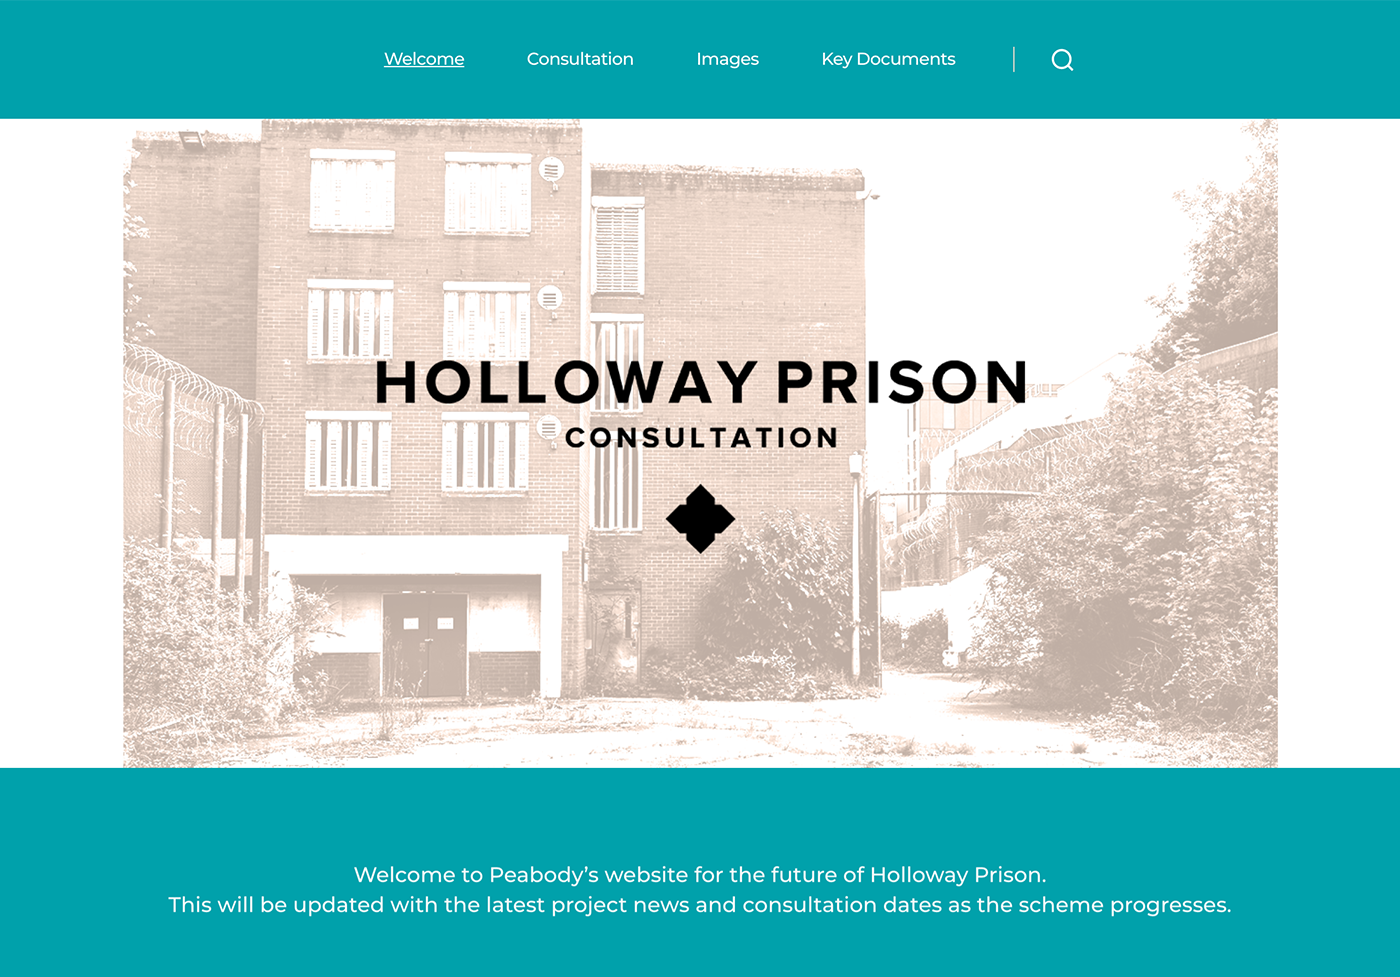 Welcome Consultation Images Key Documents
HOLLOWAY PRISON
CONSULTATION
Welcome to Peabody’s website for the future of Holloway Prison.
This will be updated with the latest project news and consultation dates as the scheme progresses.